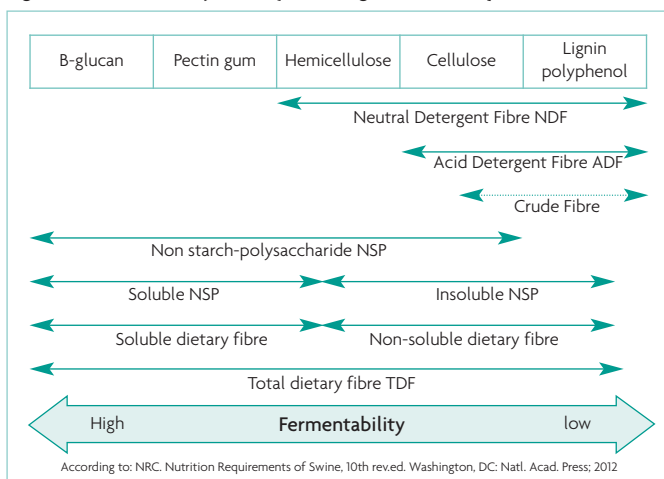 B-glucan Pectin gum Hemicellulose Cellulose Lignin polyphenol
Neutral Detergent Fibre NDF
Acid Detergent Fibre ADF
Crude Fibre
Non starch-polysaccharide NSP
Soluble NSP Insoluble NSP
Soluble dietary fibre Non-soluble dietary fibre
Total dietary fibre TDF
High Fermentability low
According to: NRC. Nutrition Requirements of Swine, 10th rev.ed. Washington, DC: Natl. Acad. Press; 2012